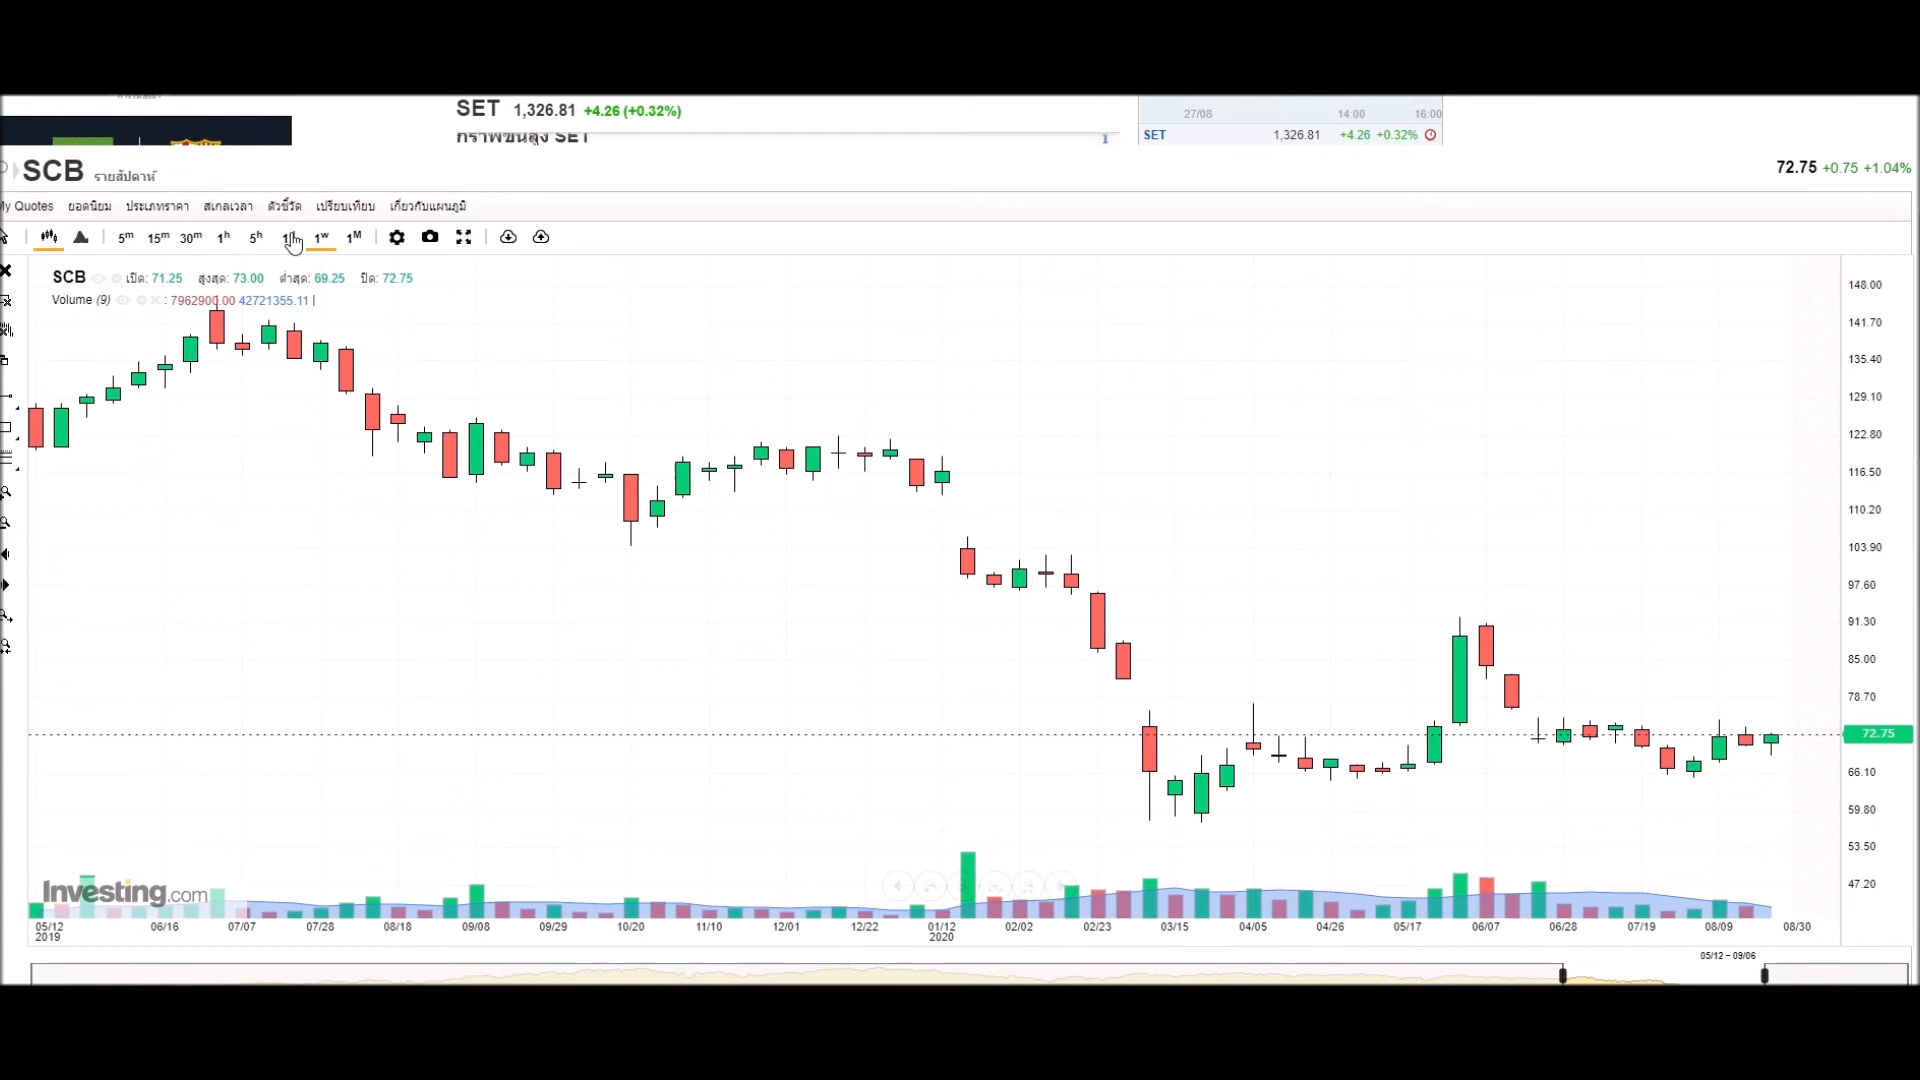 SET 1,326.81 +4.26 (+0.32%)
กราฟขั้นสูง SET
27/08 14:00 16:00
SET 1,326.81 +4.26 +0.32%
SCB รายสัปดาห์
72.75 +0.75 +1.04%
My Quotes ยอดนิยม ประเภทราคา สเกลเวลา ตัวชี้วัด เปรียบเทียบ เกี่ยวกับแผนภูมิ
5m 15m 30m 1h 5h 1w 1M
SCB เปิด: 71.25 สูงสุด: 73.00 ต่ำสุด: 69.25 ปิด: 72.75
Volume (9) : 7962900.00 42721355.11
148.00
141.70
135.40
129.10
122.80
116.50
110.20
103.90
97.60
91.30
85.00
78.70
72.75
66.10
59.80
53.50
47.20
Investing.com
05/12 06/16 07/07 07/28 08/18 09/08 09/29 10/20 11/10 12/01 12/22 01/12 02/02 02/23 03/15 04/05 04/26 05/17 06/07 06/28 07/19 08/09 08/30
2019 2020
05/12 – 09/06